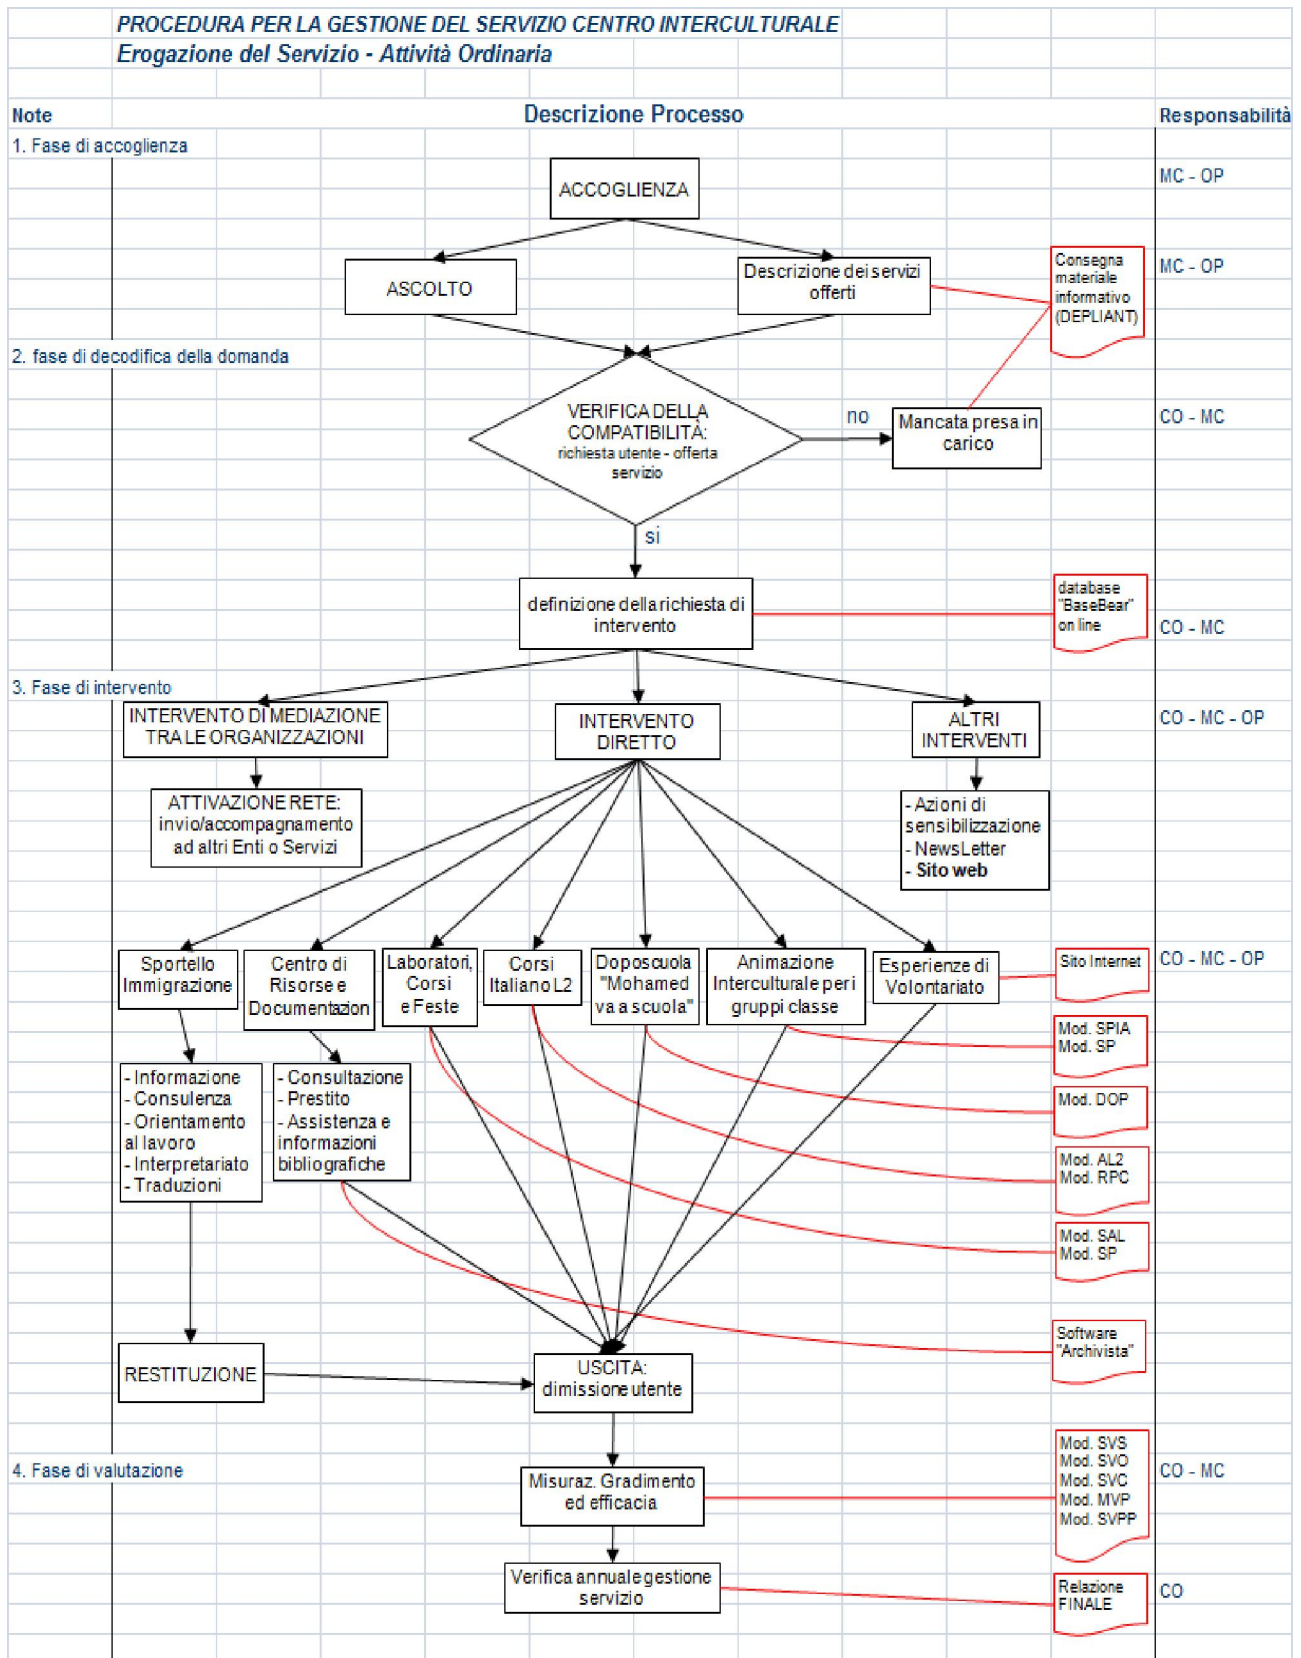 PROCEDURA PER LA GESTIONE DEL SERVIZIO CENTRO INTERCULTURALE
Erogazione del Servizio - Attività Ordinaria
Note
Descrizione Processo
Responsabilità
1. Fase di accoglienza
ACCOGLIENZA
MC - OP
ASCOLTO
Descrizione dei servizi
offerti
Consegna
materiale
informativo
(DEPLIANT)
MC - OP
2. fase di decodifica della domanda
VERIFICA DELLA
COMPATIBILITÀ:
richiesta utente - offerta
servizio
no
Mancata presa in
carico
CO - MC
si
definizione della richiesta di
intervento
database
"BaseBear"
on line
CO - MC
3. Fase di intervento
INTERVENTO DI MEDIAZIONE
TRA LE ORGANIZZAZIONI
INTERVENTO
DIRETTO
ALTRI
INTERVENTI
CO - MC - OP
ATTIVAZIONE RETE:
invio/accompagnamento
ad altri Enti o Servizi
- Azioni di
sensibilizzazione
- NewsLetter
- Sito web
Sportello
Immigrazione
Centro di
Risorse e
Documentazion
Laboratori,
Corsi
e Feste
Corsi
Italiano L2
Doposcuola
"Mohamed
va a scuola"
Animazione
Interculturale per i
gruppi classe
Esperienze di
Volontariato
Sito Internet
CO - MC - OP
Mod. SPIA
Mod. SP
- Informazione
- Consulenza
- Orientamento
al lavoro
- Interpretariato
- Traduzioni
- Consultazione
- Prestito
- Assistenza e
informazioni
bibliografiche
Mod. DOP
Mod. AL2
Mod. RPC
Mod. SAL
Mod. SP
Software
"Archivista"
RESTITUZIONE
USCITA:
dimissione utente
4. Fase di valutazione
Misuraz. Gradimento
ed efficacia
Mod. SVS
Mod. SVO
Mod. SVC
Mod. MVP
Mod. SVPP
CO - MC
Verifica annuale gestione
servizio
Relazione
FINALE
CO